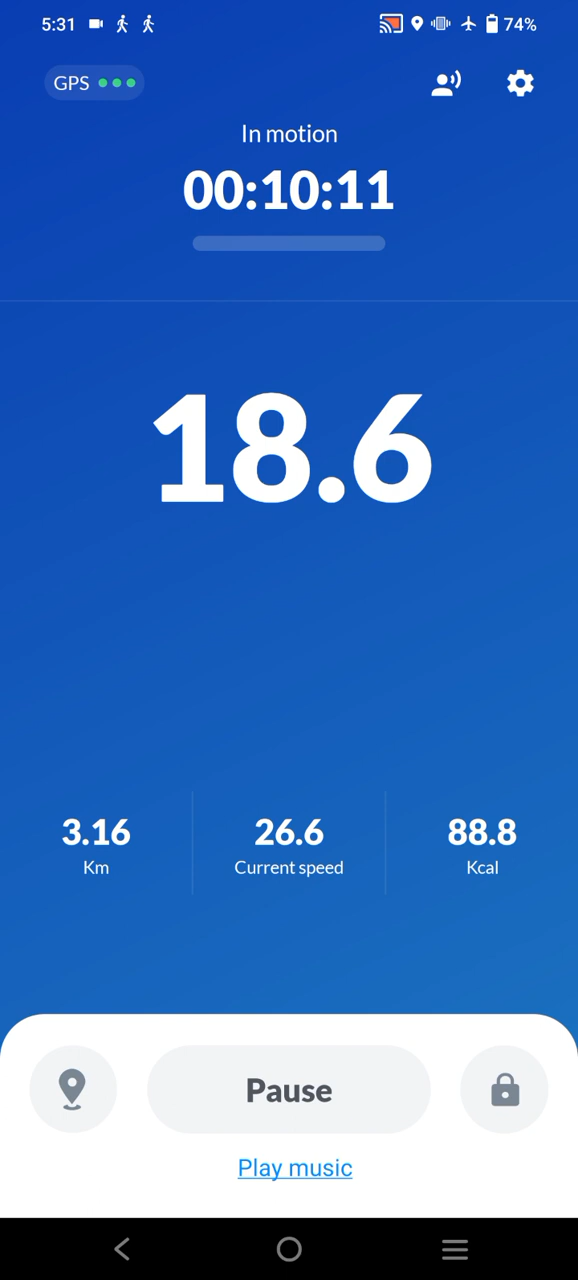 5:31
74%
GPS
In motion
00:10:11
18.6
3.16
26.6
88.8
Km
Current speed
Kcal
Pause
Play music